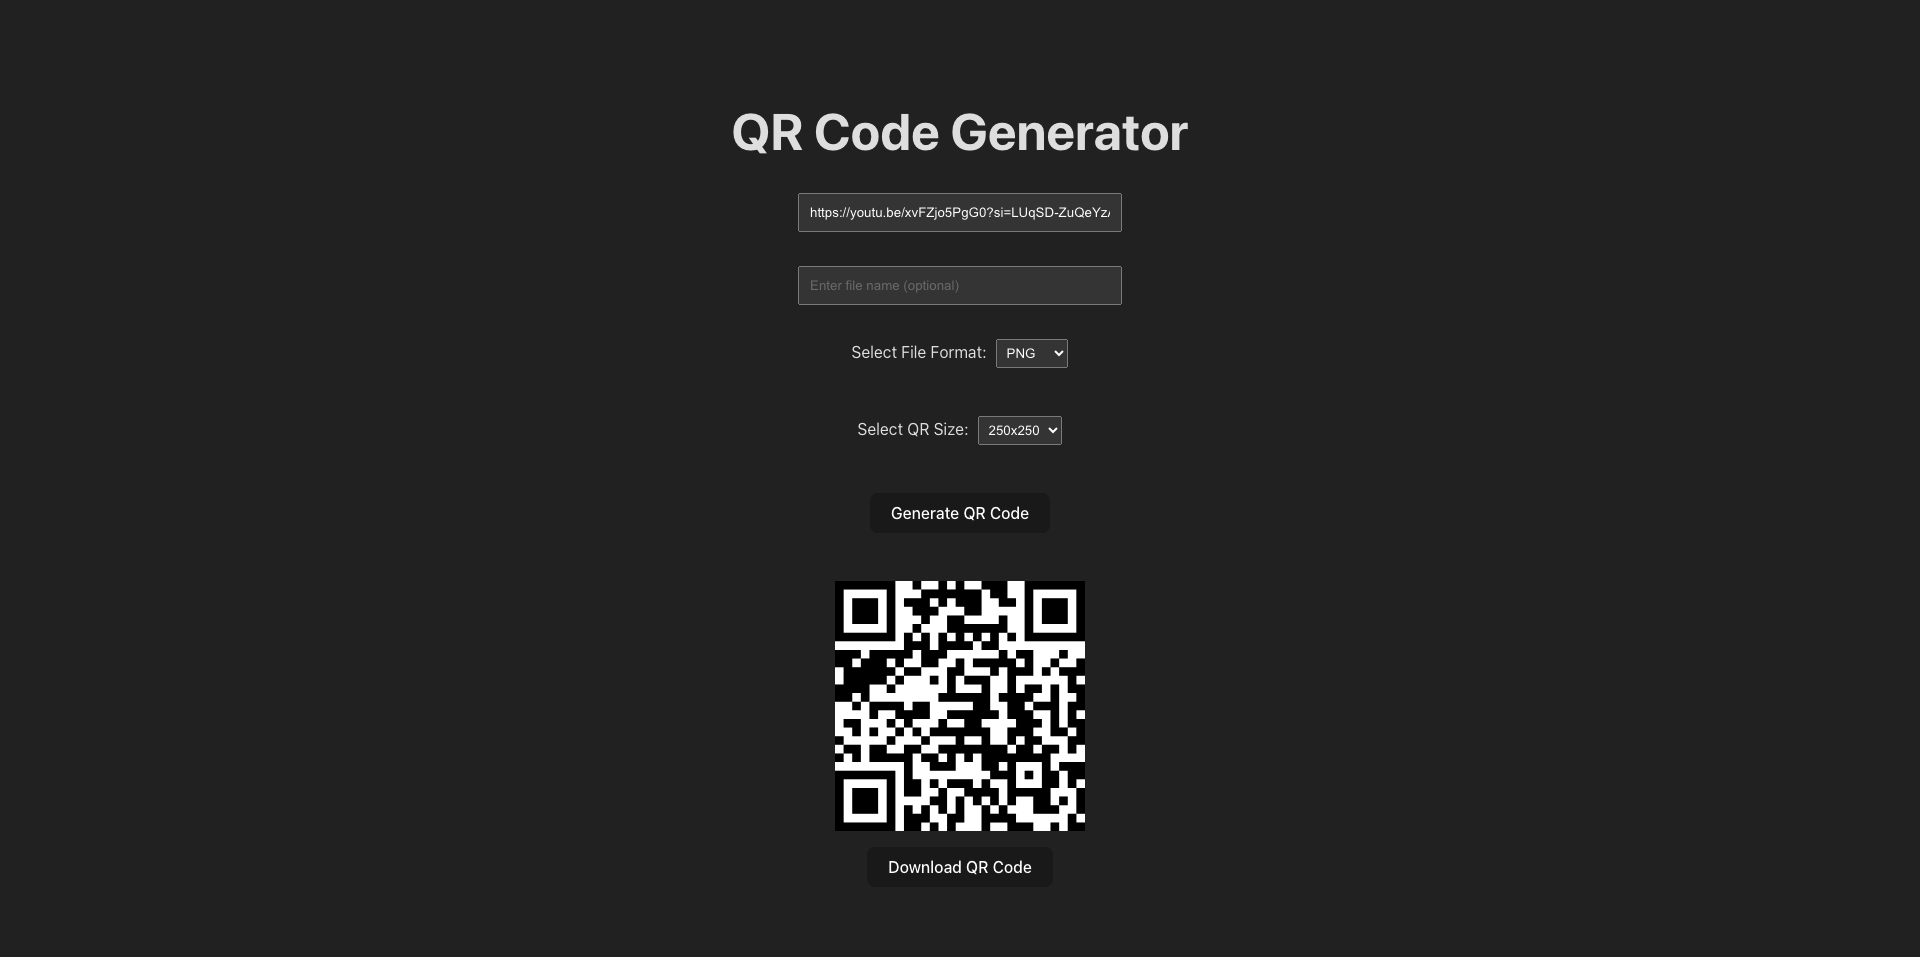 QR Code Generator
https://youtu.be/xvFZjo5PgG0?si=LUqSD-ZuQeYz
Enter file name (optional)
Select File Format: PNG
Select QR Size: 250x250
Generate QR Code
Download QR Code